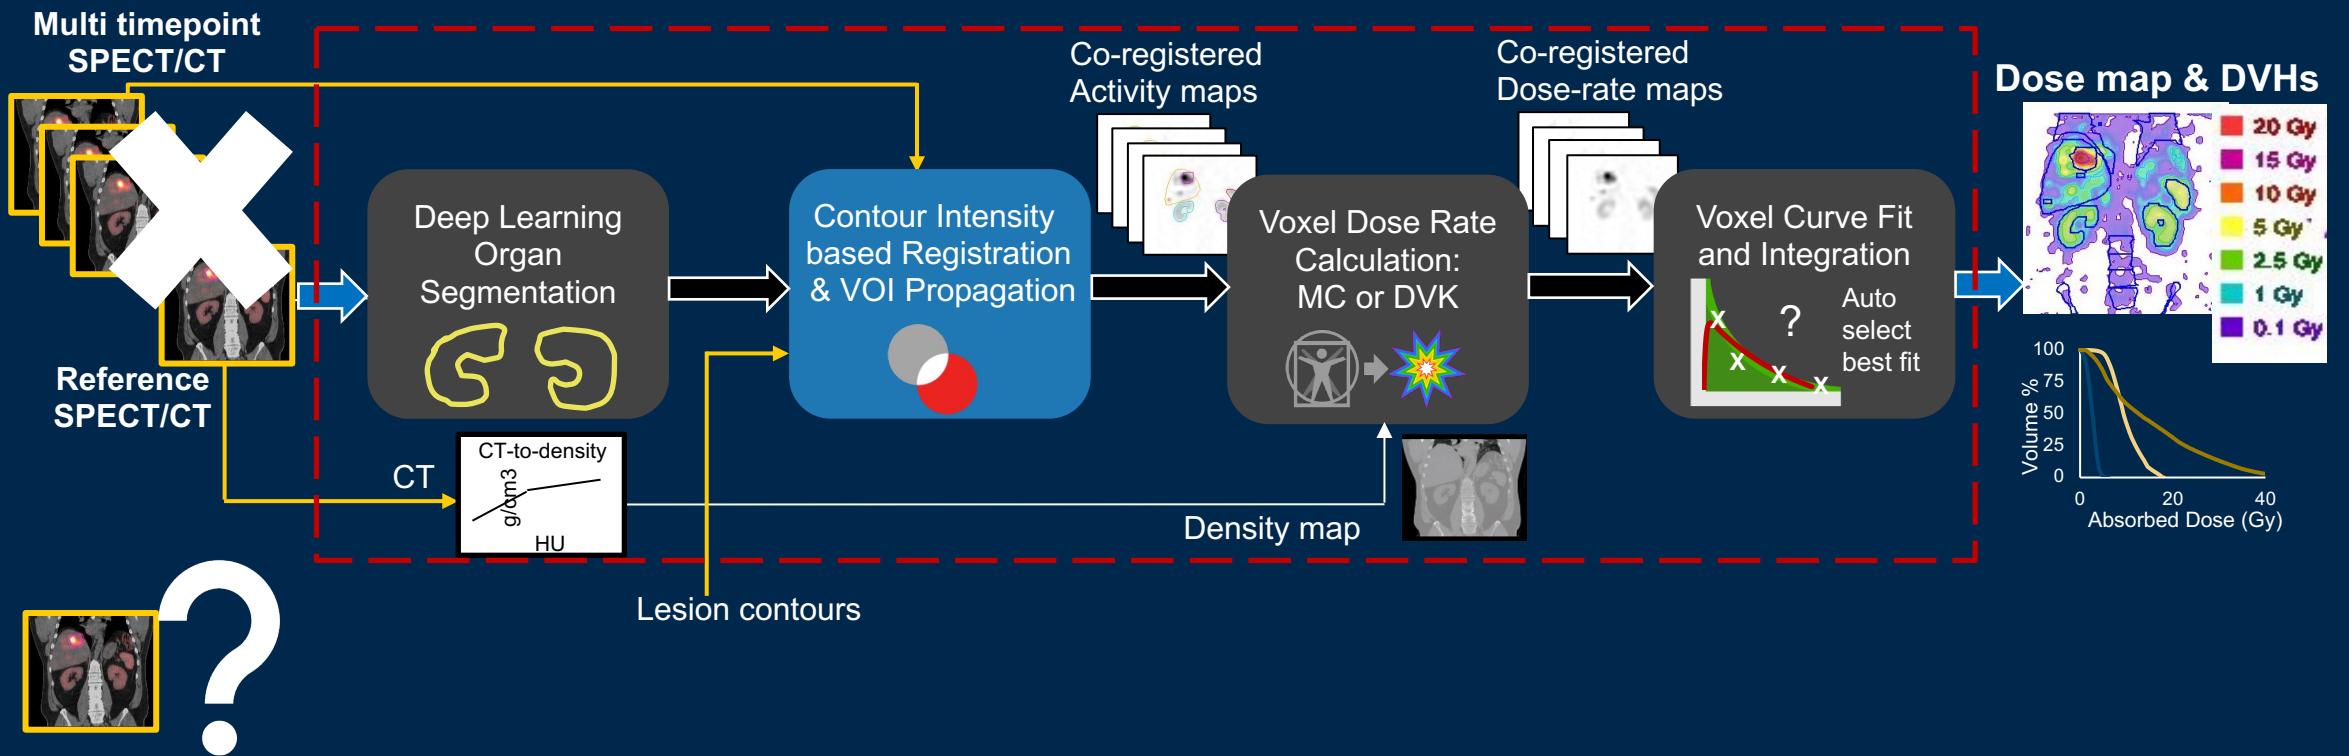 Multi timepoint
SPECT/CT
Reference
SPECT/CT
Deep Learning
Organ
Segmentation
CT
CT-to-density
g/cm3
HU
Contour Intensity
based Registration
& VOI Propagation
Lesion contours
Co-registered
Activity maps
Voxel Dose Rate
Calculation:
MC or DVK
Density map
Co-registered
Dose-rate maps
Voxel Curve Fit
and Integration
X
X
X
X
?
Auto
select
best fit
Dose map & DVHs
20 Gy
15 Gy
10 Gy
5 Gy
2.5 Gy
1 Gy
0.1 Gy
Volume %
100
75
50
25
0
0 20 40
Absorbed Dose (Gy)
?